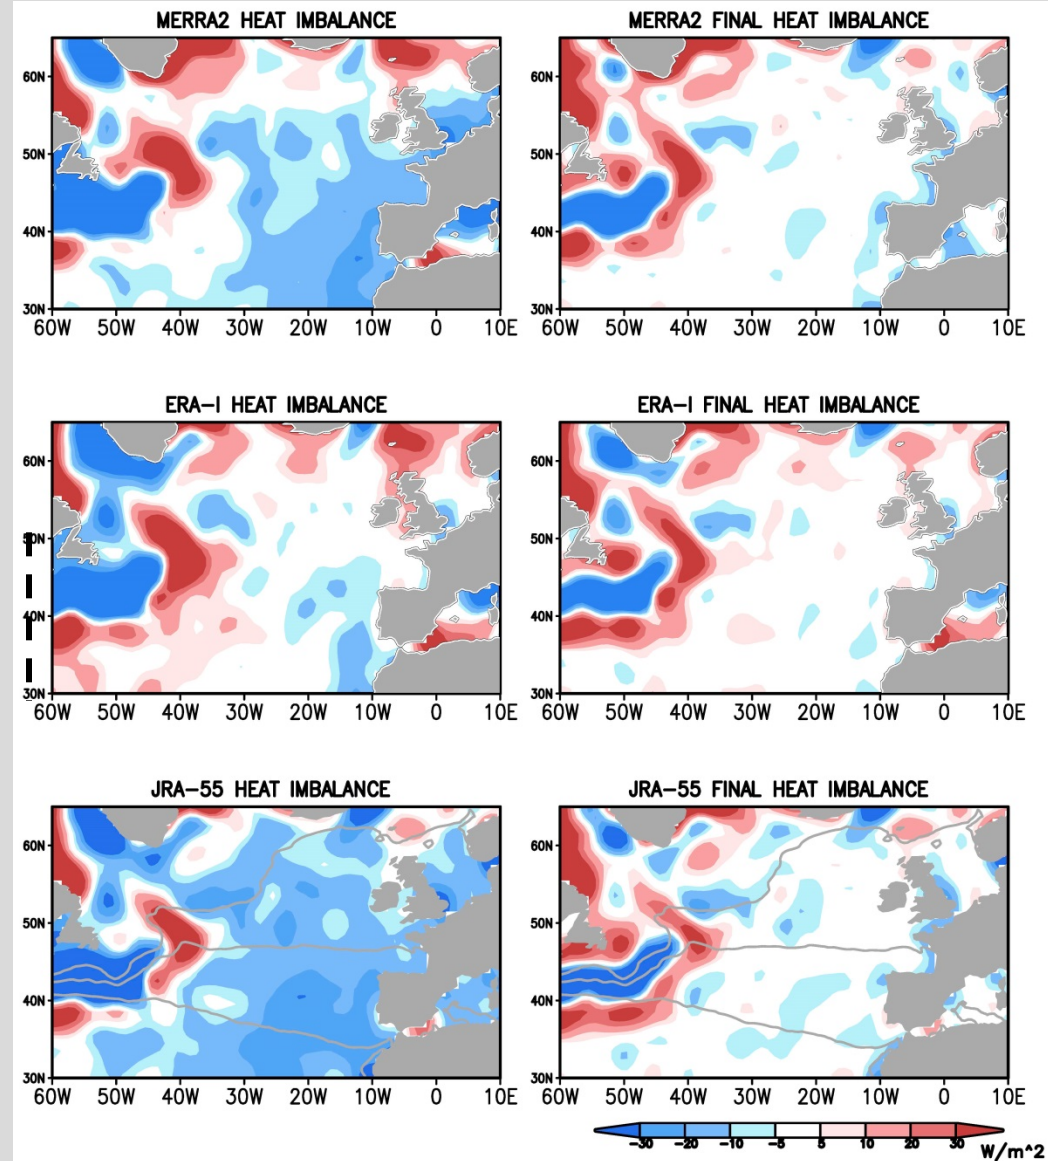 MERRA2 HEAT IMBALANCE
MERRA2 FINAL HEAT IMBALANCE
60N
60N
50N
50N
40N
40N
30N
30N
60W 50W 40W 30W 20W 10W 0 10E
60W 50W 40W 30W 20W 10W 0 10E
ERA-I HEAT IMBALANCE
ERA-I FINAL HEAT IMBALANCE
60N
60N
50N
50N
40N
40N
30N
30N
60W 50W 40W 30W 20W 10W 0 10E
60W 50W 40W 30W 20W 10W 0 10E
JRA-55 HEAT IMBALANCE
JRA-55 FINAL HEAT IMBALANCE
60N
60N
50N
50N
40N
40N
30N
30N
60W 50W 40W 30W 20W 10W 0 10E
60W 50W 40W 30W 20W 10W 0 10E
-30 -20 -10 -5 5 10 20 30
W/m^2